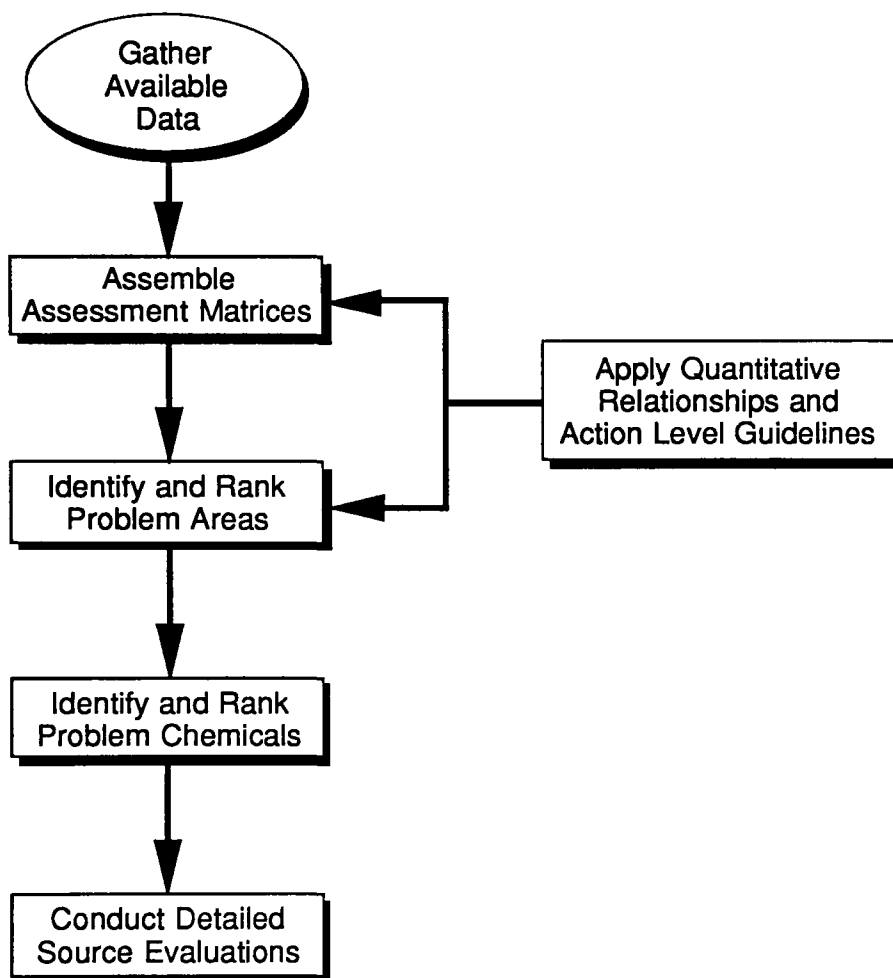 Gather
Available
Data
Assemble
Assessment Matrices
Apply Quantitative
Relationships and
Action Level Guidelines
Identify and Rank
Problem Areas
Identify and Rank
Problem Chemicals
Conduct Detailed
Source Evaluations